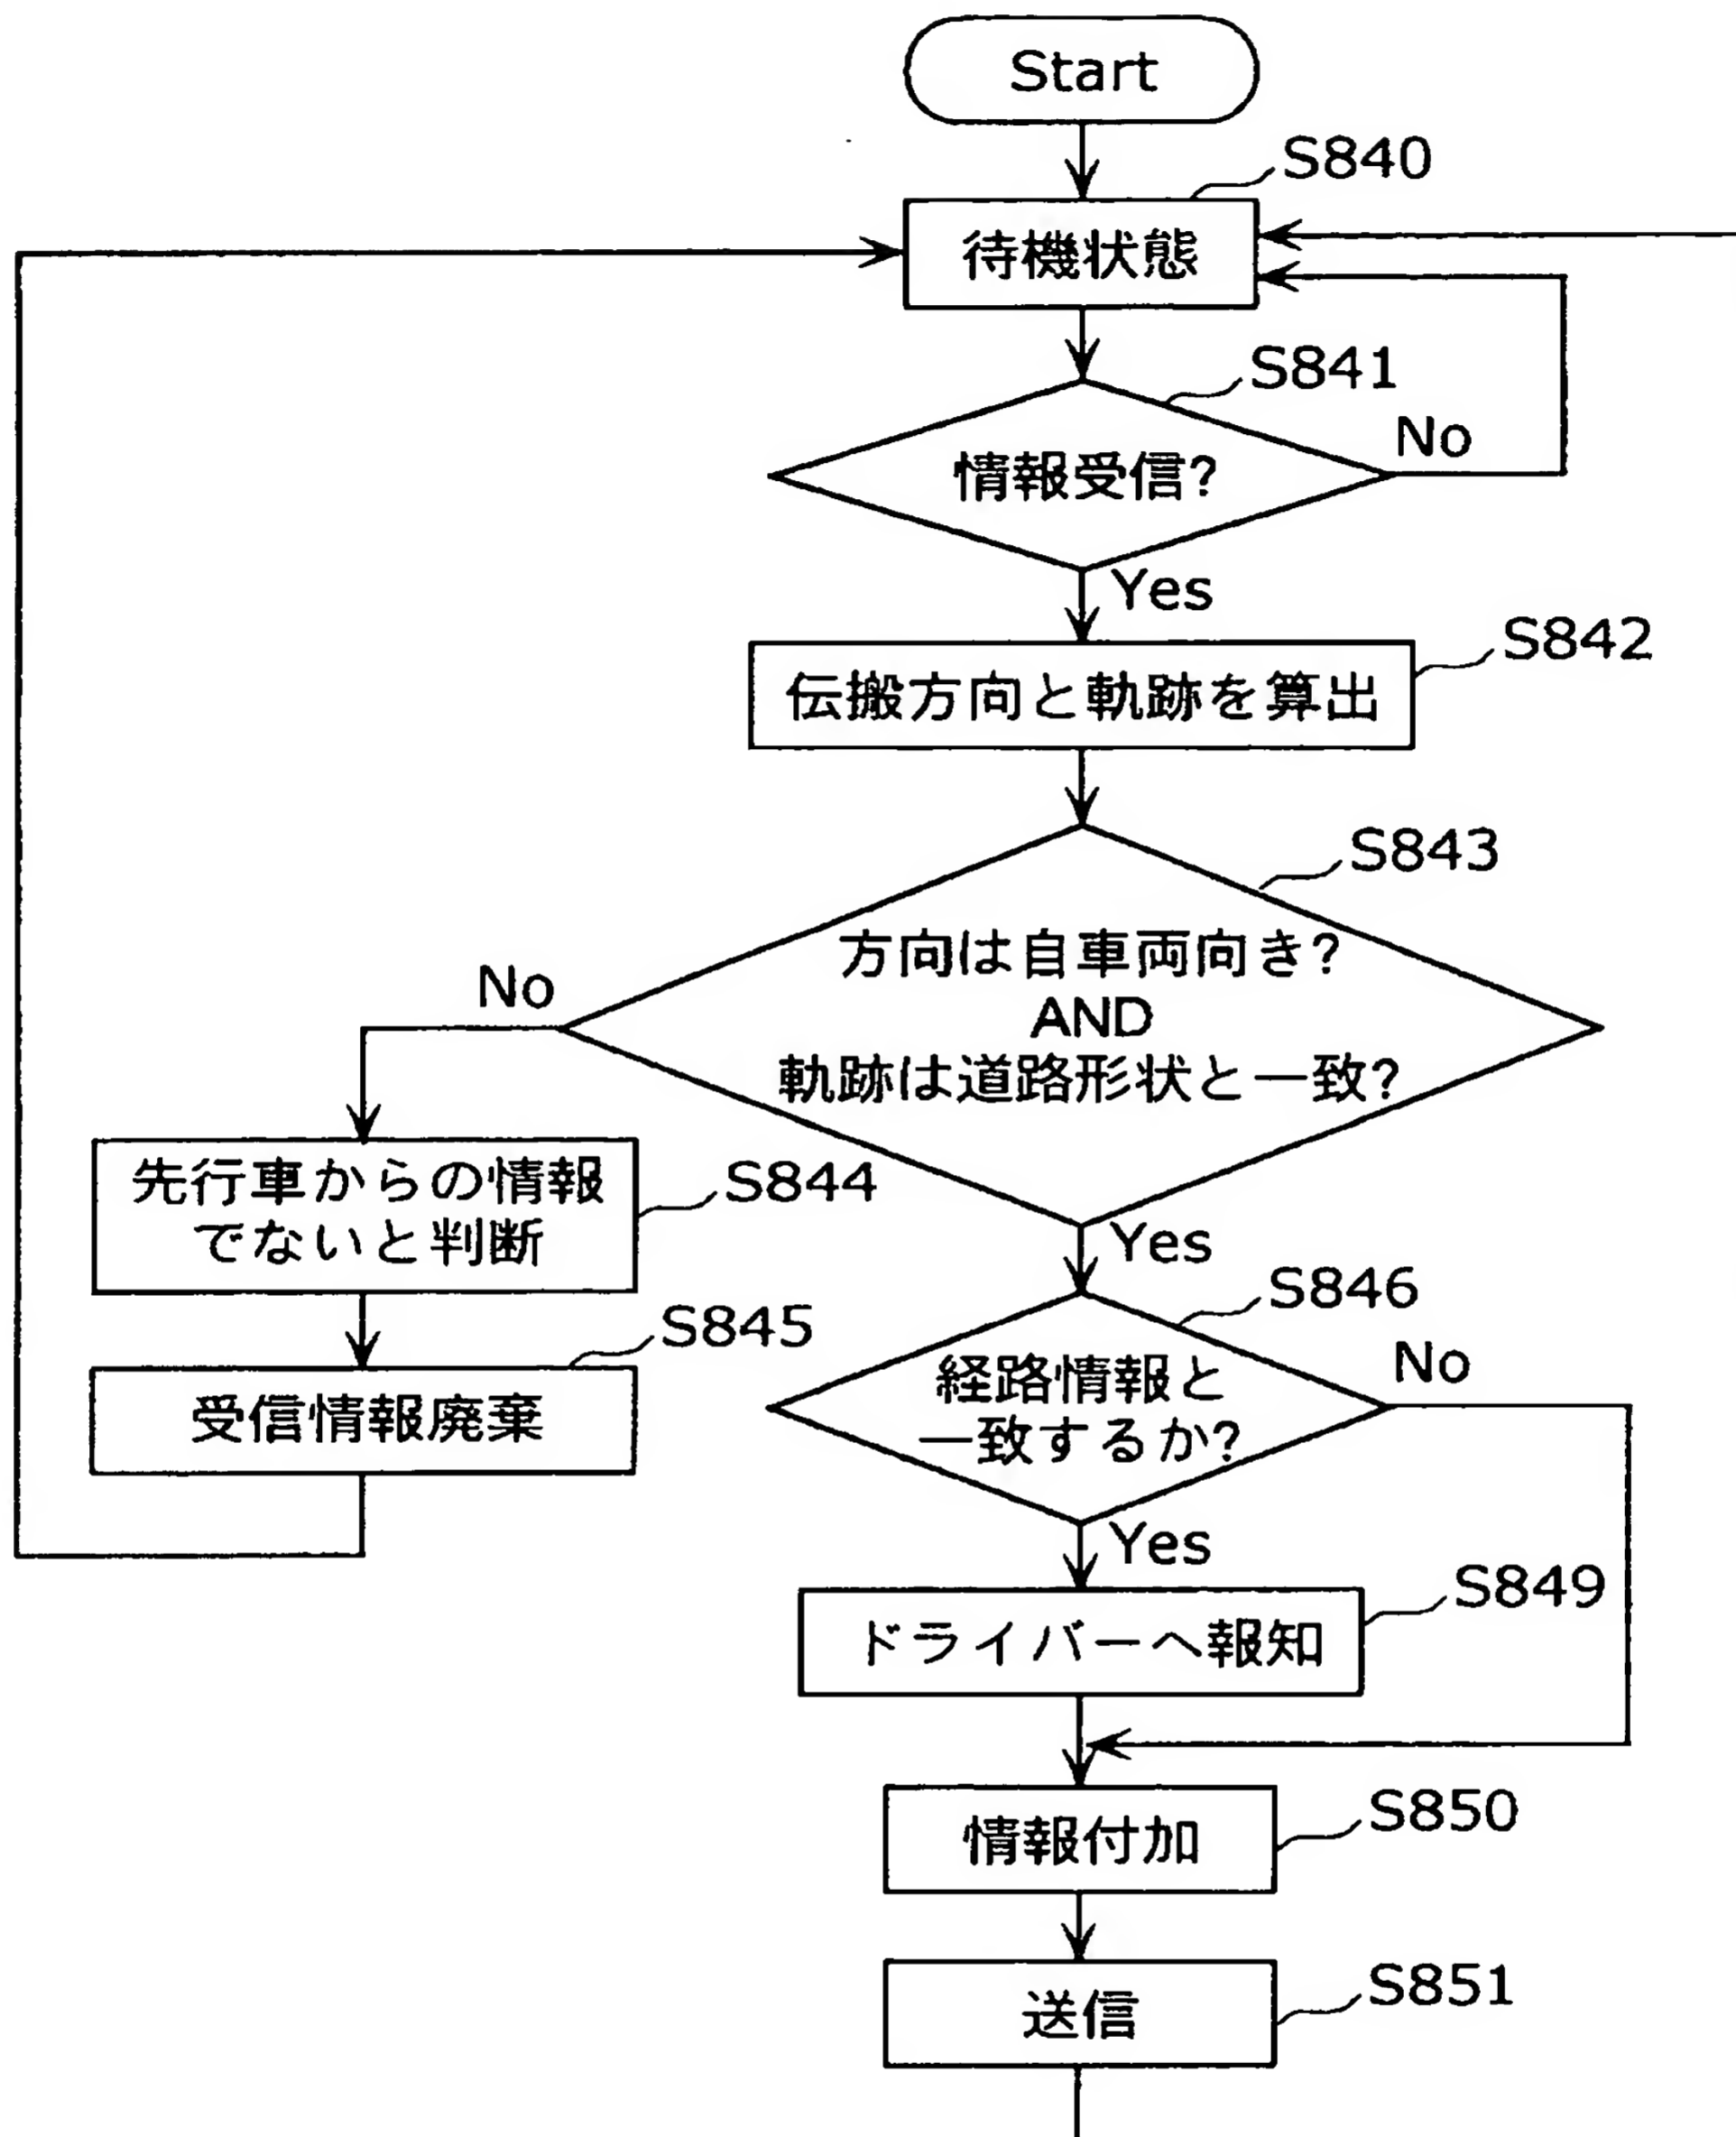 Start
S840
待機状態
S841
情報受信?
No
Yes
S842
伝搬方向と軌跡を算出
S843
方向は自車両向き?
AND
軌跡は道路形状と一致?
No
Yes
先行車からの情報
でないと判断
S844
S845
受信情報廃棄
S846
経路情報と
一致するか?
No
Yes
S849
ドライバーへ報知
S850
情報付加
S851
送信